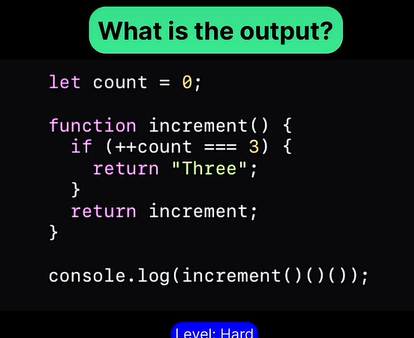 What is the output?
let count = 0;
function increment() {
if (++count === 3) {
return "Three";
}
return increment;
}
console.log(increment()()());
Level: Hard